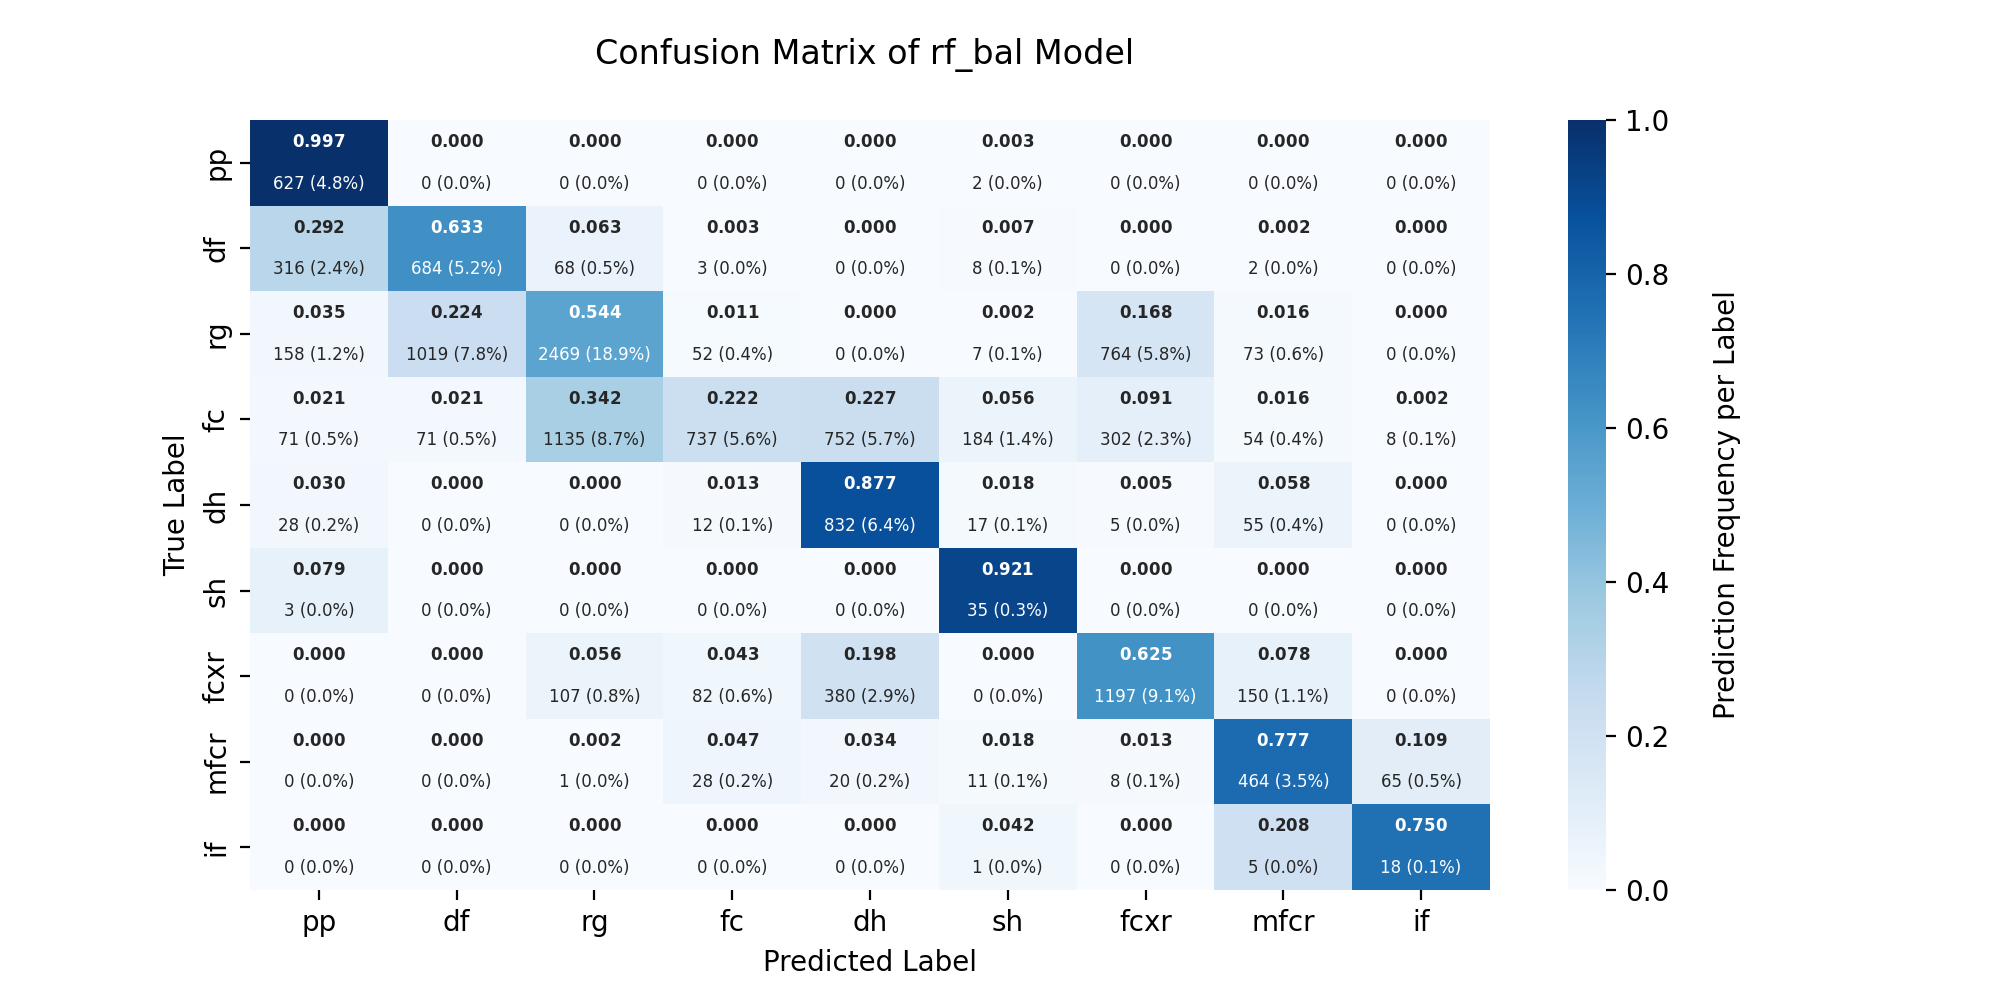 Confusion Matrix of rf_bal Model
pp 0.997 0.000 0.000 0.000 0.000 0.003 0.000 0.000 0.000
627 (4.8%) 0 (0.0%) 0 (0.0%) 0 (0.0%) 0 (0.0%) 2 (0.0%) 0 (0.0%) 0 (0.0%) 0 (0.0%)
df 0.292 0.633 0.063 0.003 0.000 0.007 0.000 0.002 0.000
316 (2.4%) 684 (5.2%) 68 (0.5%) 3 (0.0%) 0 (0.0%) 8 (0.1%) 0 (0.0%) 2 (0.0%) 0 (0.0%)
rg 0.035 0.224 0.544 0.011 0.000 0.002 0.168 0.016 0.000
158 (1.2%) 1019 (7.8%) 2469 (18.9%) 52 (0.4%) 0 (0.0%) 7 (0.1%) 764 (5.8%) 73 (0.6%) 0 (0.0%)
fc 0.021 0.021 0.342 0.222 0.227 0.056 0.091 0.016 0.002
71 (0.5%) 71 (0.5%) 1135 (8.7%) 737 (5.6%) 752 (5.7%) 184 (1.4%) 302 (2.3%) 54 (0.4%) 8 (0.1%)
dh 0.030 0.000 0.000 0.013 0.877 0.018 0.005 0.058 0.000
28 (0.2%) 0 (0.0%) 0 (0.0%) 12 (0.1%) 832 (6.4%) 17 (0.1%) 5 (0.0%) 55 (0.4%) 0 (0.0%)
sh 0.079 0.000 0.000 0.000 0.000 0.921 0.000 0.000 0.000
3 (0.0%) 0 (0.0%) 0 (0.0%) 0 (0.0%) 0 (0.0%) 35 (0.3%) 0 (0.0%) 0 (0.0%) 0 (0.0%)
fcxr 0.000 0.000 0.056 0.043 0.198 0.000 0.625 0.078 0.000
0 (0.0%) 0 (0.0%) 107 (0.8%) 82 (0.6%) 380 (2.9%) 0 (0.0%) 1197 (9.1%) 150 (1.1%) 0 (0.0%)
mfcr 0.000 0.000 0.002 0.047 0.034 0.018 0.013 0.777 0.109
0 (0.0%) 0 (0.0%) 1 (0.0%) 28 (0.2%) 20 (0.2%) 11 (0.1%) 8 (0.1%) 464 (3.5%) 65 (0.5%)
if 0.000 0.000 0.000 0.000 0.000 0.042 0.000 0.208 0.750
0 (0.0%) 0 (0.0%) 0 (0.0%) 0 (0.0%) 0 (0.0%) 1 (0.0%) 0 (0.0%) 5 (0.0%) 18 (0.1%)
pp df rg fc dh sh fcxr mfcr if
Predicted Label
True Label
1.0
0.8
0.6
0.4
0.2
0.0
Prediction Frequency per Label